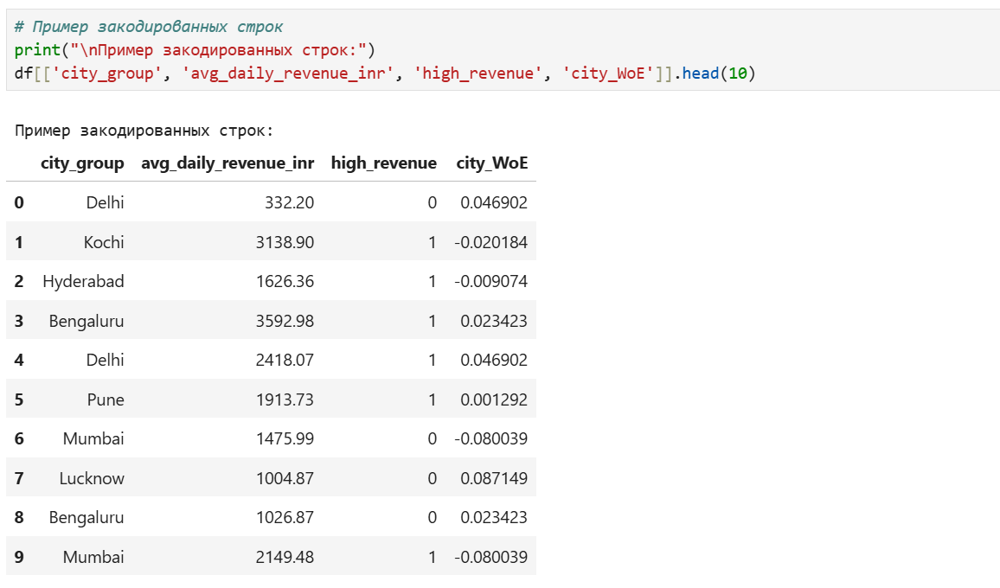 # Пример закодированных строк
print("\nПример закодированных строк:")
df[['city_group', 'avg_daily_revenue_inr', 'high_revenue', 'city_WoE']].head(10)
Пример закодированных строк:
city_group avg_daily_revenue_inr high_revenue city_WoE
0 Delhi 332.20 0 0.046902
1 Kochi 3138.90 1 -0.020184
2 Hyderabad 1626.36 1 -0.009074
3 Bengaluru 3592.98 1 0.023423
4 Delhi 2418.07 1 0.046902
5 Pune 1913.73 1 0.001292
6 Mumbai 1475.99 0 -0.080039
7 Lucknow 1004.87 0 0.087149
8 Bengaluru 1026.87 0 0.023423
9 Mumbai 2149.48 1 -0.080039